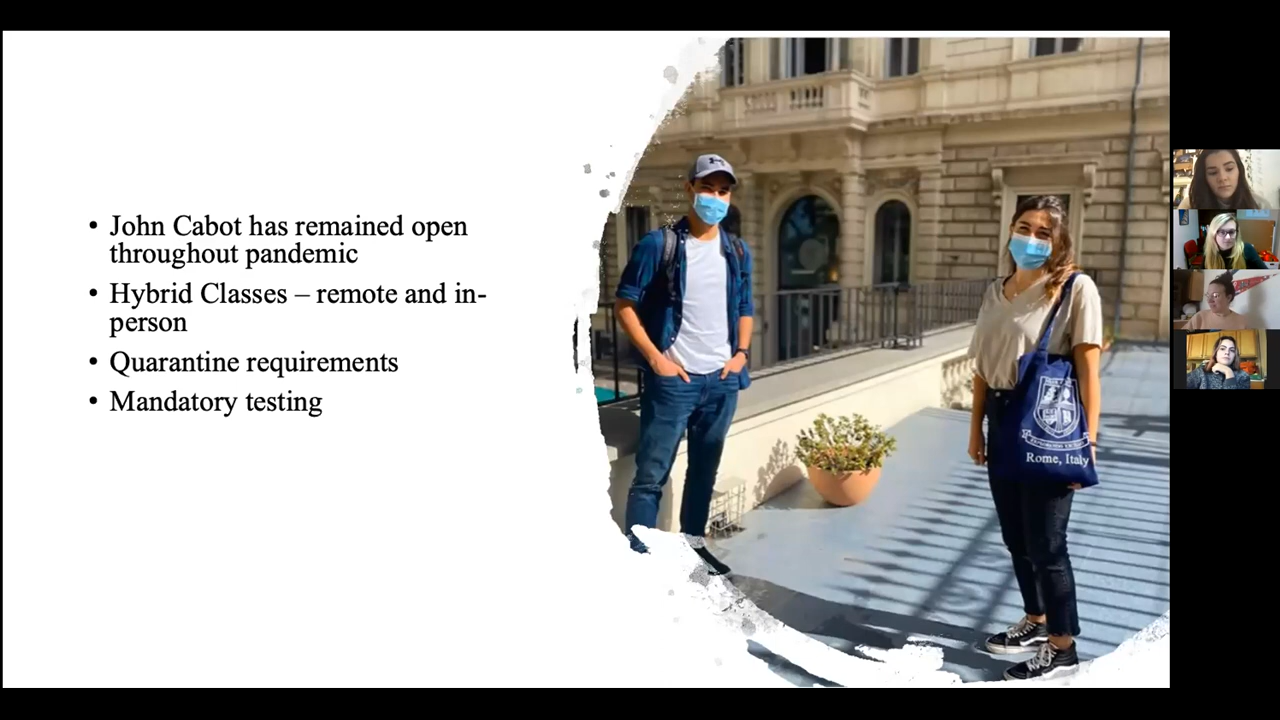 • John Cabot has remained open
throughout pandemic
• Hybrid Classes – remote and in-
person
• Quarantine requirements
• Mandatory testing
Rome, Italy